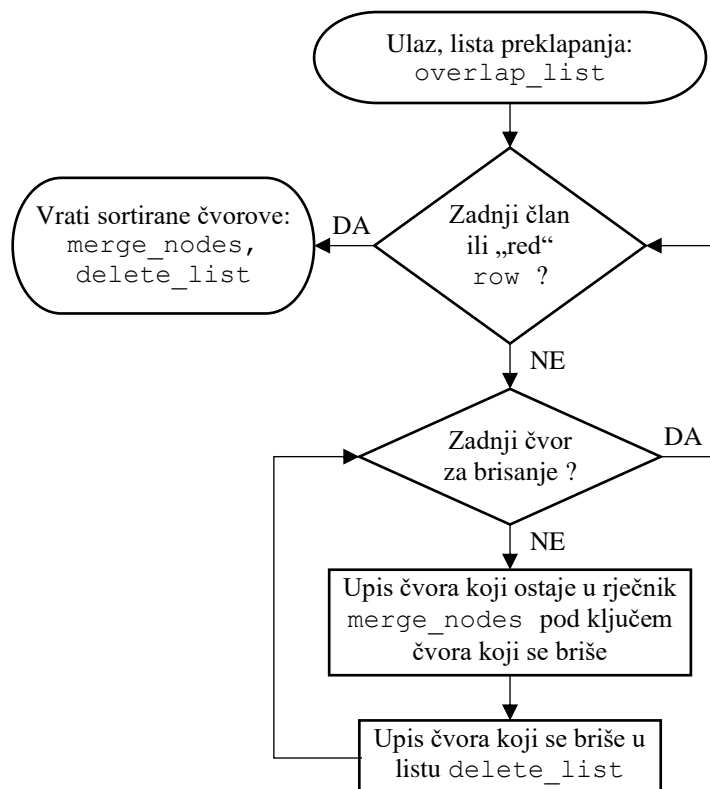 Ulaz, lista preklapanja:
overlap_list
Zadnji član
ili „red“
row ?
DA
Vrati sortirane čvorove:
merge_nodes,
delete_list
NE
Zadnji čvor
za brisanje ?
DA
NE
Upis čvora koji ostaje u rječnik
merge_nodes pod ključem
čvora koji se briše
Upis čvora koji se briše u
listu delete_list